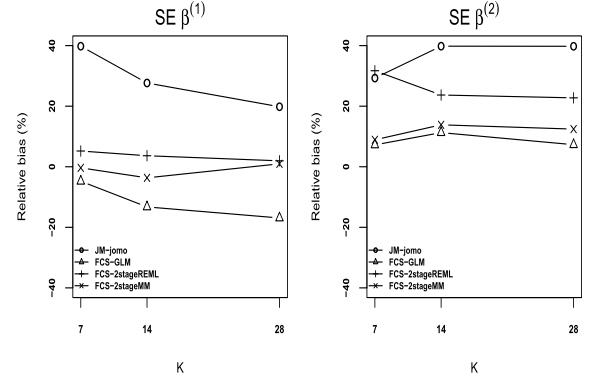 SE β(1)
Relative bias (%)
40
20
0
−20
−40
JM−jomo
FCS−GLM
FCS−2stageREML
FCS−2stageMM
7
14
28
K
SE β(2)
Relative bias (%)
40
20
0
−20
−40
JM−jomo
FCS−GLM
FCS−2stageREML
FCS−2stageMM
7
14
28
K